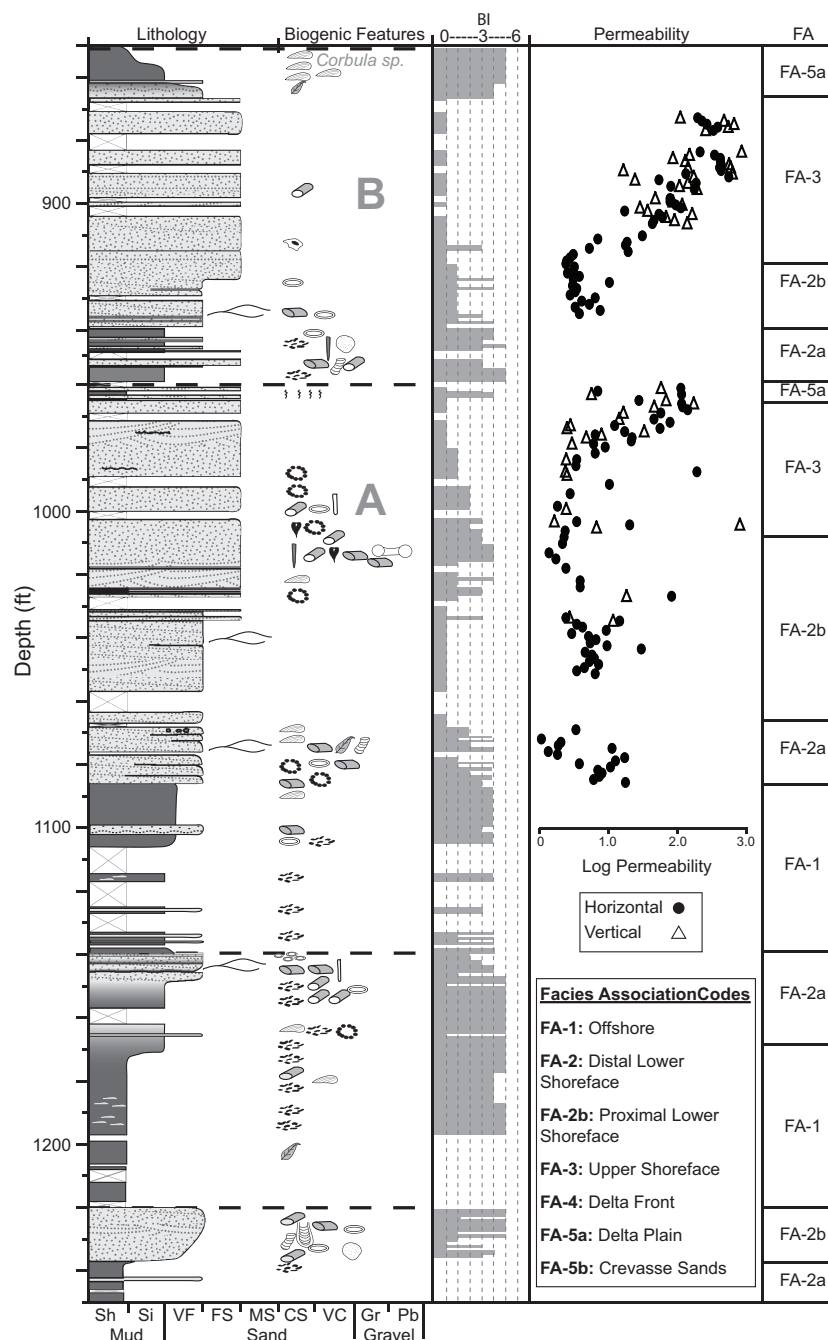 Lithology Biogenic Features BI Permeability FA
0-----3----6
Corbula sp.
FA-5a
B
900
FA-3
FA-2b
FA-2a
FA-5a
A
1000
FA-3
FA-2b
FA-2a
Depth (ft)
1100
0 1.0 2.0 3.0
Log Permeability
Horizontal
Vertical
FA-1
FA-2a
Facies AssociationCodes
FA-1: Offshore
FA-2: Distal Lower
Shoreface
FA-2b: Proximal Lower
Shoreface
FA-3: Upper Shoreface
FA-4: Delta Front
FA-5a: Delta Plain
FA-5b: Crevasse Sands
FA-1
1200
FA-2b
FA-2a
Sh Si VF FS MS CS VC Gr Pb
Mud Sand Gravel